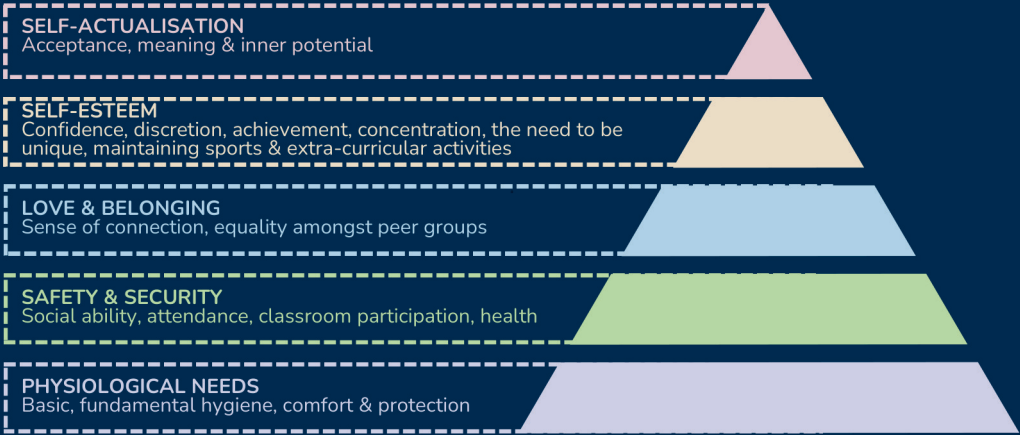 SELF-ACTUALISATION
Acceptance, meaning & inner potential
SELF-ESTEEM
Confidence, discretion, achievement, concentration, the need to be
unique, maintaining sports & extra-curricular activities
LOVE & BELONGING
Sense of connection, equality amongst peer groups
SAFETY & SECURITY
Social ability, attendance, classroom participation, health
PHYSIOLOGICAL NEEDS
Basic, fundamental hygiene, comfort & protection